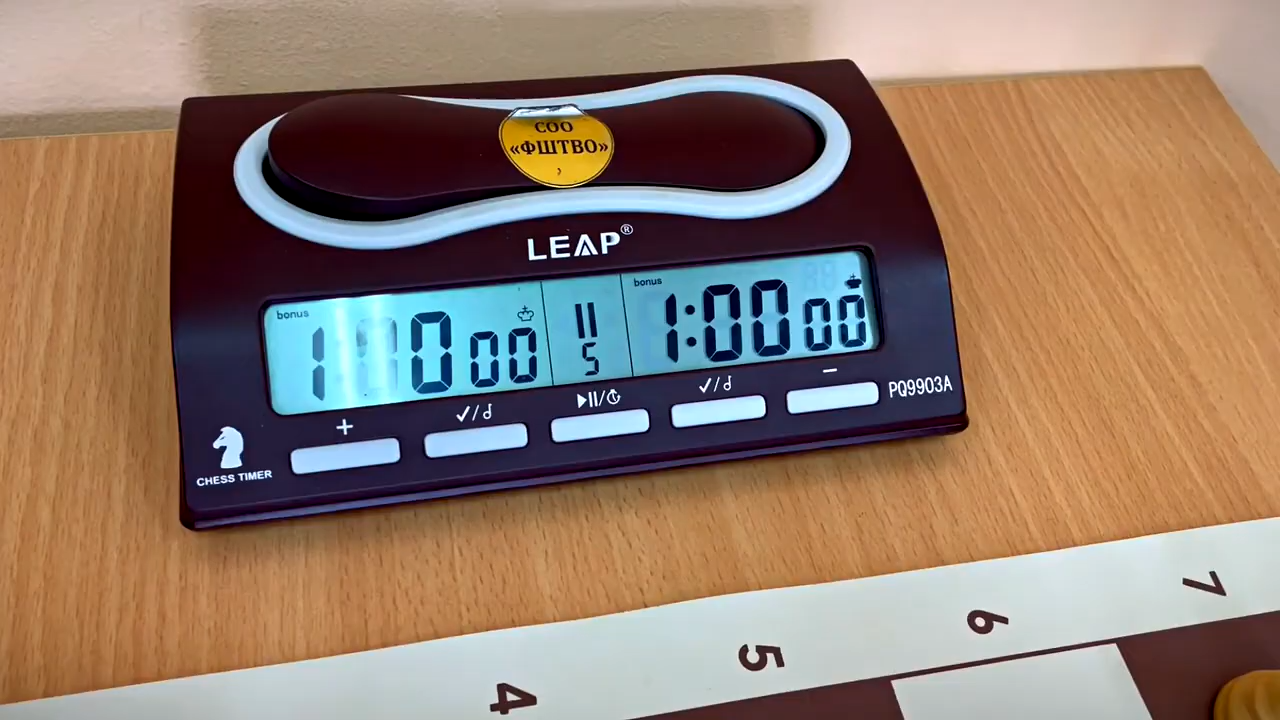 СОО
«ФШТВО»
LEAP®
bonus
1 00 00
5
bonus
1:00 00
+
✓/♪
▶II/⏱
✓/♪
−
PQ9903A
CHESS TIMER
4
5
6
7